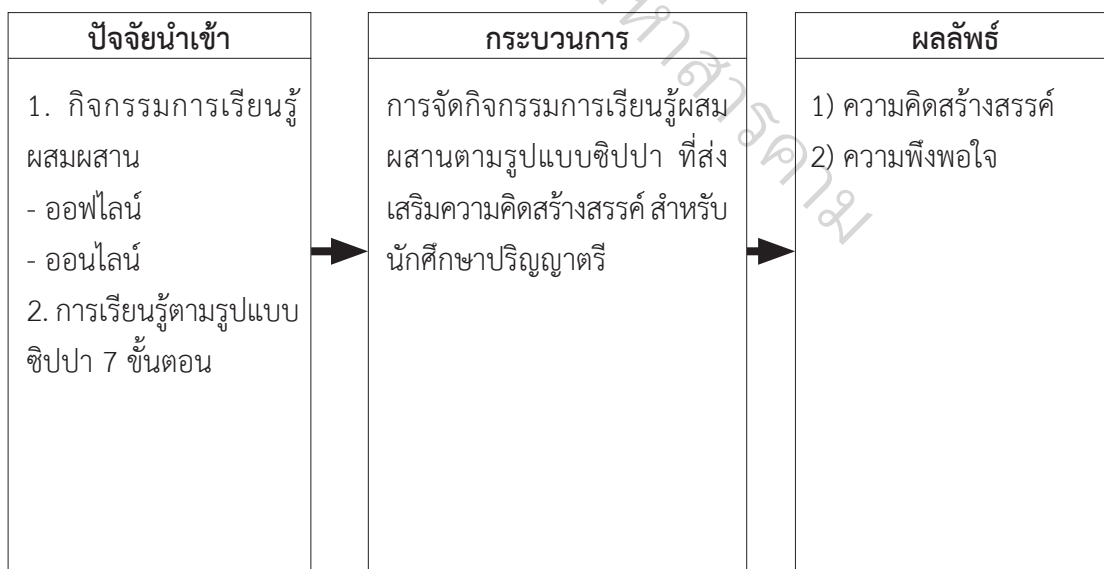 ปัจจัยนำเข้า
1. กิจกรรมการเรียนรู้
ผสมผสาน
- ออฟไลน์
- ออนไลน์
2. การเรียนรู้ตามรูปแบบ
ซิปปา 7 ขั้นตอน
กระบวนการ
การจัดกิจกรรมการเรียนรู้ผสม
ผสานตามรูปแบบซิปปา ที่ส่ง
เสริมความคิดสร้างสรรค์ สำหรับ
นักศึกษาปริญญาตรี
ผลลัพธ์
1) ความคิดสร้างสรรค์
2) ความพึงพอใจ
หาสารคาม